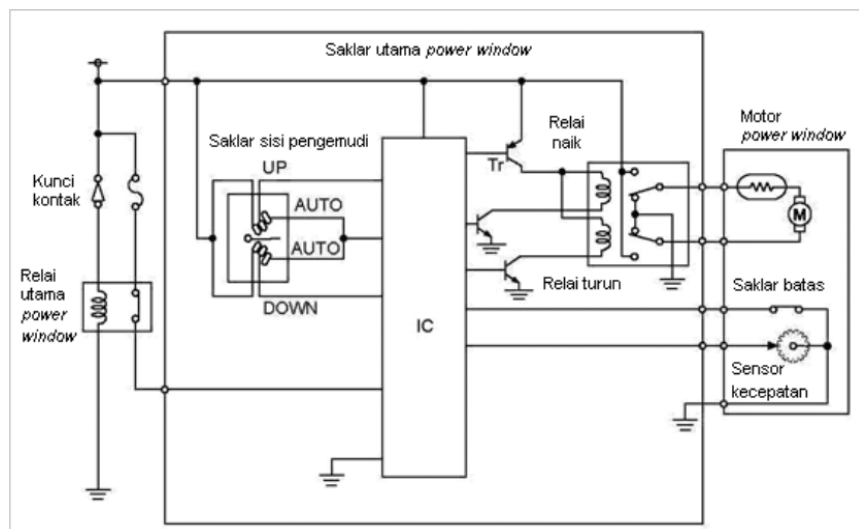 Saklar utama power window
Saklar sisi pengemudi
UP
AUTO
AUTO
DOWN
Kunci
kontak
Relai
utama
power
window
IC
Tr
Relai
naik
Relai turun
Motor
power window
M
Saklar batas
Sensor
kecepatan